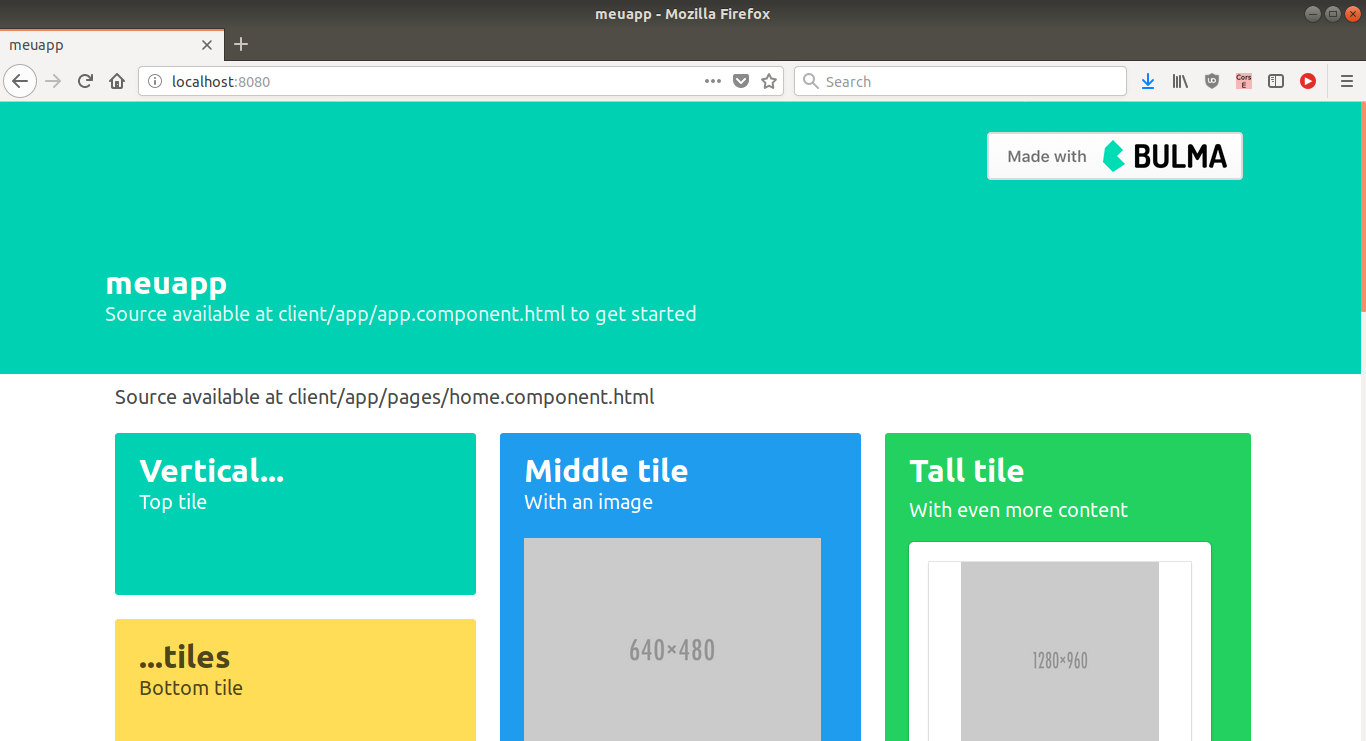 meuapp - Mozilla Firefox
meuapp
localhost:8080
Search
Cors
E
Made with BULMA
meuapp
Source available at client/app/app.component.html to get started
Source available at client/app/pages/home.component.html
Vertical...
Top tile
...tiles
Bottom tile
Middle tile
With an image
640×480
Tall tile
With even more content
1280×960